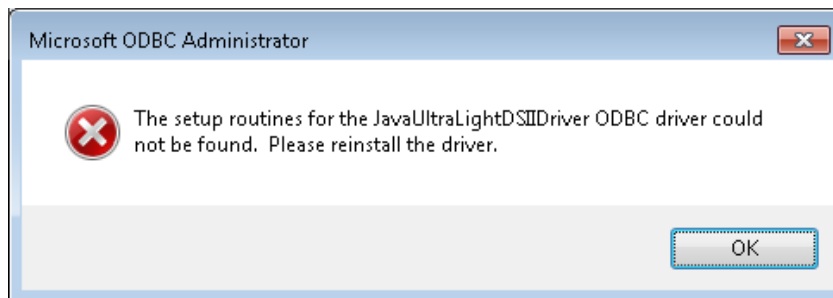 Microsoft ODBC Administrator
The setup routines for the JavaUltraLightDSIIDriver ODBC driver could
not be found.  Please reinstall the driver.
OK